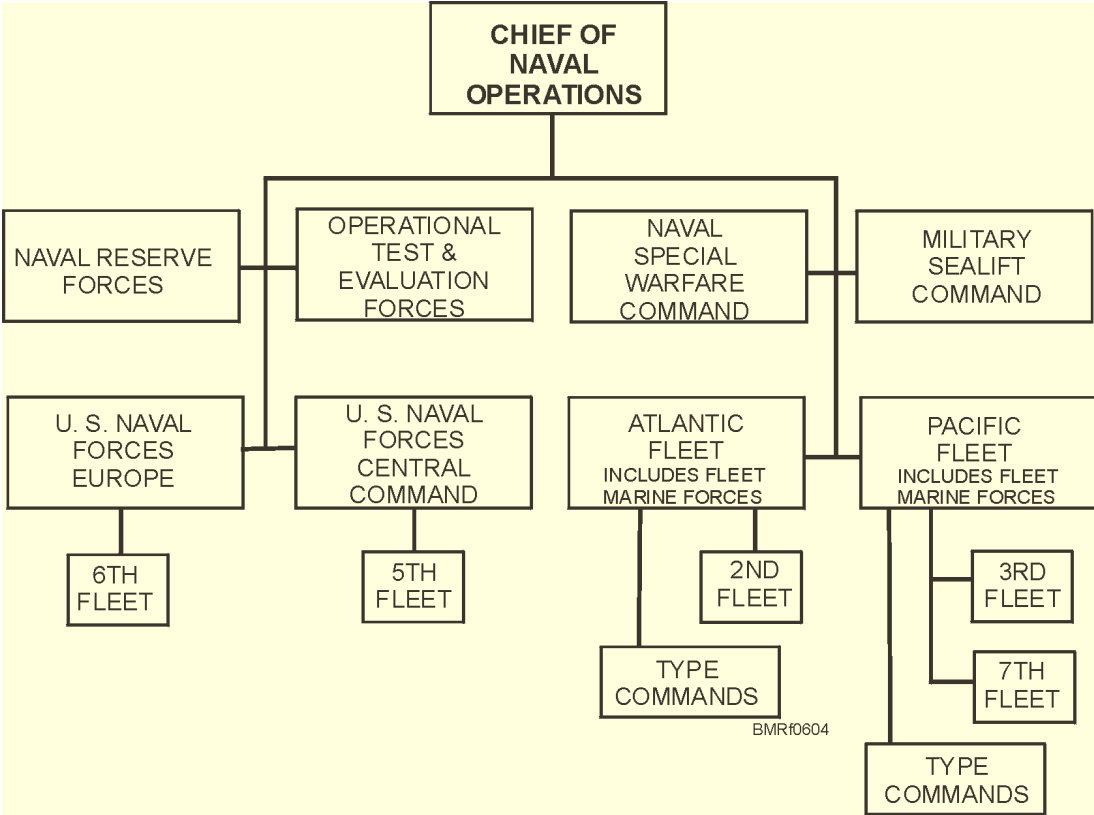 CHIEF OF
NAVAL
OPERATIONS
NAVAL RESERVE
FORCES
OPERATIONAL
TEST &
EVALUATION
FORCES
NAVAL
SPECIAL
WARFARE
COMMAND
MILITARY
SEALIFT
COMMAND
U. S. NAVAL
FORCES
EUROPE
U. S. NAVAL
FORCES
CENTRAL
COMMAND
ATLANTIC
FLEET
INCLUDES FLEET
MARINE FORCES
PACIFIC
FLEET
INCLUDES FLEET
MARINE FORCES
6TH
FLEET
5TH
FLEET
2ND
FLEET
3RD
FLEET
TYPE
COMMANDS
7TH
FLEET
BMRf0604
TYPE
COMMANDS